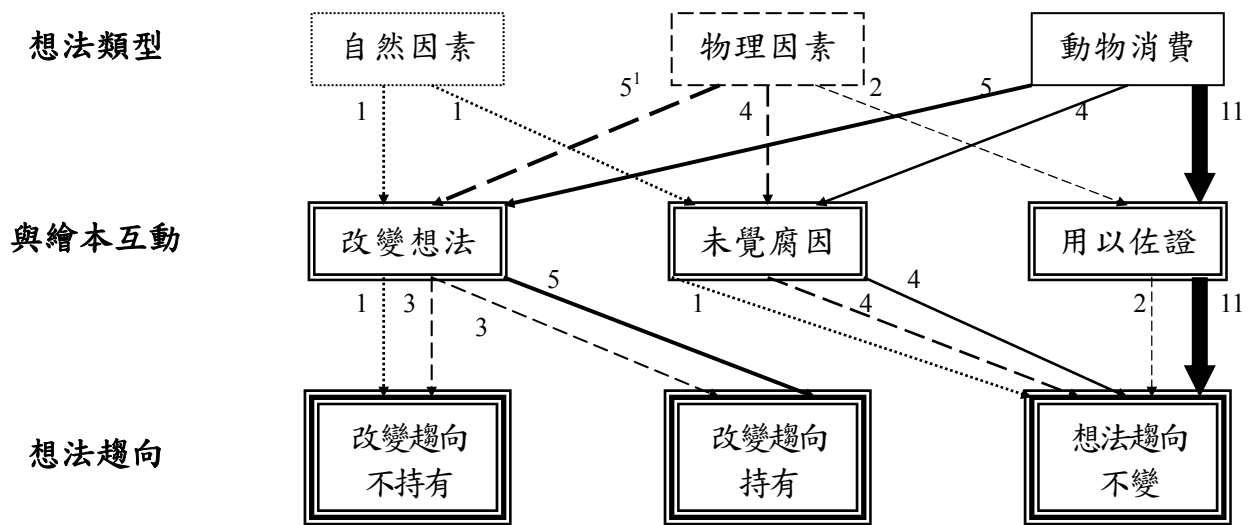 想法類型
自然因素
物理因素
動物消費
1
1
5¹
4
2
5
4
11
與繪本互動
改變想法
未覺腐因
用以佐證
1
3
3
5
1
4
4
2
11
想法趨向
改變趨向
不持有
改變趨向
持有
想法趨向
不變